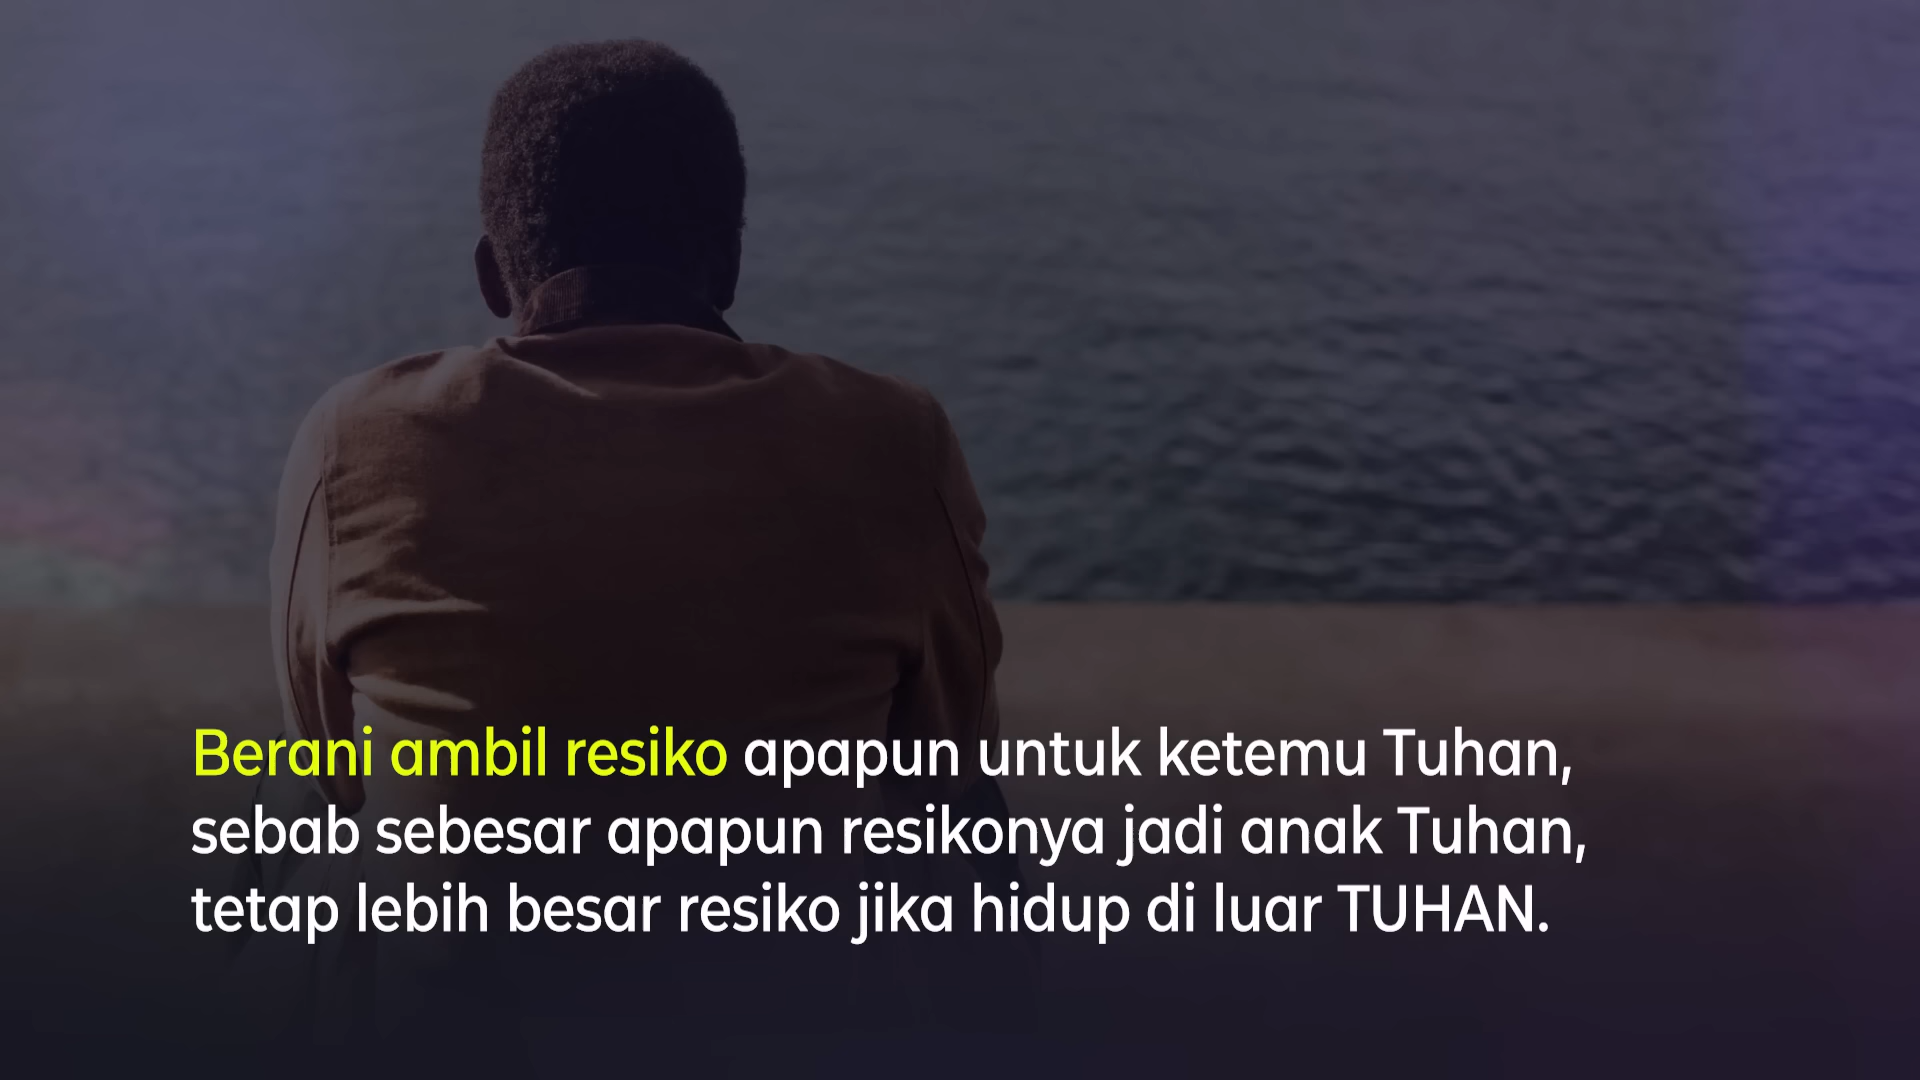 Berani ambil resiko apapun untuk ketemu Tuhan,
sebab sebesar apapun resikonya jadi anak Tuhan,
tetap lebih besar resiko jika hidup di luar TUHAN.